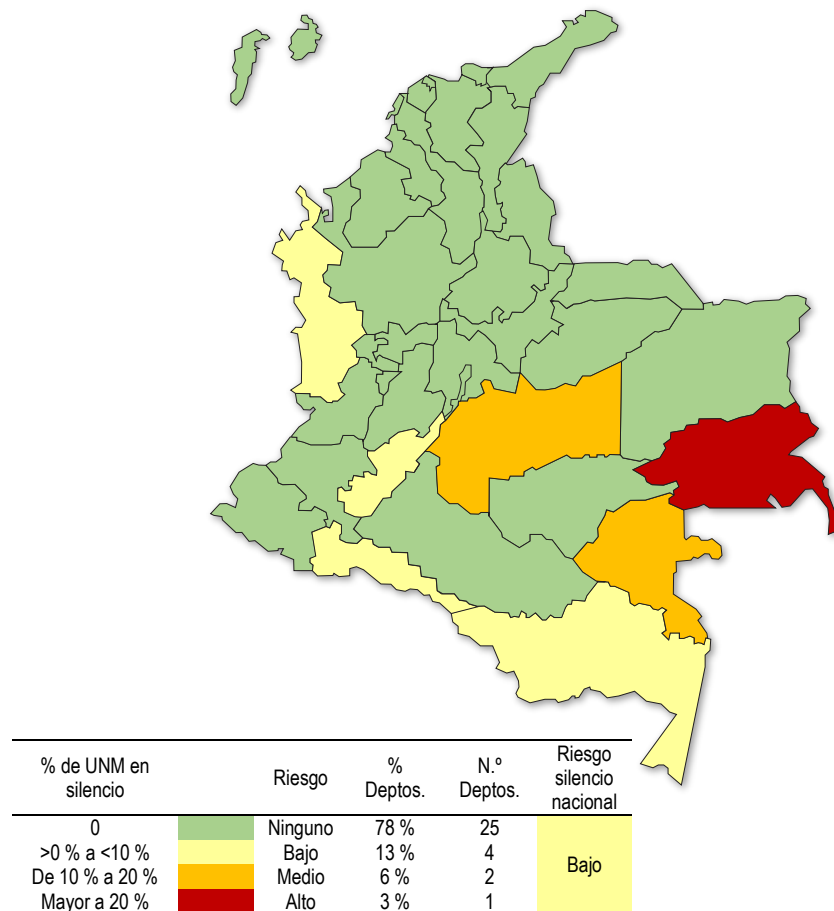 % de UNM en silencio Riesgo % Deptos. N.º Deptos. Riesgo silencio nacional
0 Ninguno 78 % 25
>0 % a <10 % Bajo 13 % 4 Bajo
De 10 % a 20 % Medio 6 % 2
Mayor a 20 % Alto 3 % 1